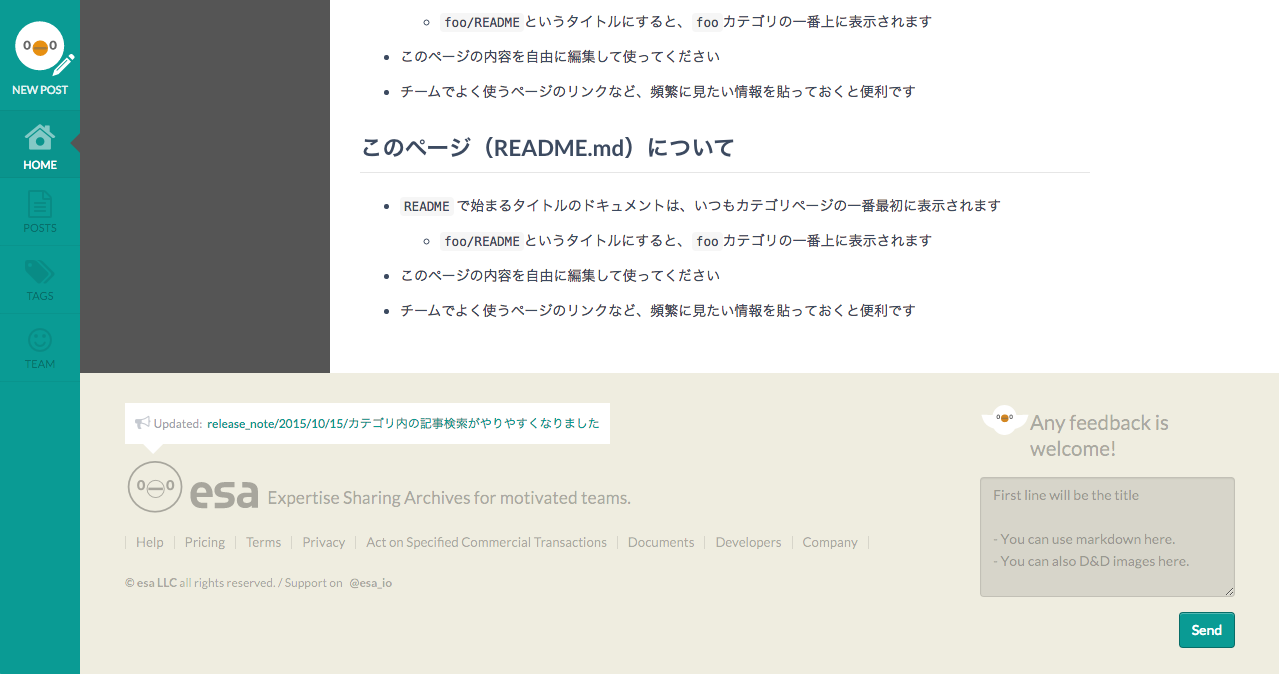 NEW POST
HOME
POSTS
TAGS
TEAM
foo/README というタイトルにすると、 foo カテゴリの一番上に表示されます
このページの内容を自由に編集して使ってください
チームでよく使うページのリンクなど、頻繁に見たい情報を貼っておくと便利です
このページ（README.md）について
README で始まるタイトルのドキュメントは、いつもカテゴリページの一番最初に表示されます
foo/README というタイトルにすると、 foo カテゴリの一番上に表示されます
このページの内容を自由に編集して使ってください
チームでよく使うページのリンクなど、頻繁に見たい情報を貼っておくと便利です
Updated: release_note/2015/10/15/カテゴリ内の記事検索がやりやすくなりました
esa Expertise Sharing Archives for motivated teams.
Help | Pricing | Terms | Privacy | Act on Specified Commercial Transactions | Documents | Developers | Company
© esa LLC all rights reserved. / Support on @esa_io
Any feedback is
welcome!
First line will be the title
- You can use markdown here.
- You can also D&D images here.
Send